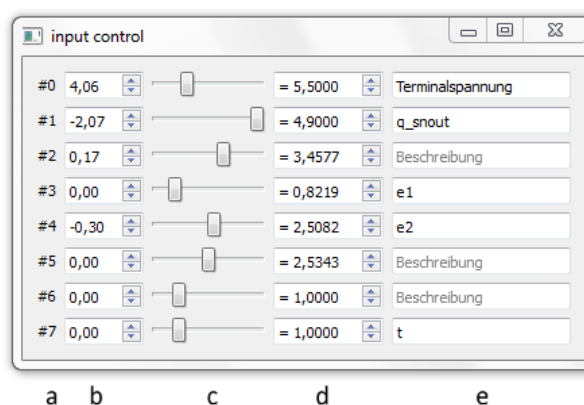 input control
#0 4,06 = 5,5000 Terminalspannung
#1 -2,07 = 4,9000 q_snout
#2 0,17 = 3,4577 Beschreibung
#3 0,00 = 0,8219 e1
#4 -0,30 = 2,5082 e2
#5 0,00 = 2,5343 Beschreibung
#6 0,00 = 1,0000 Beschreibung
#7 0,00 = 1,0000 t
a b c d e